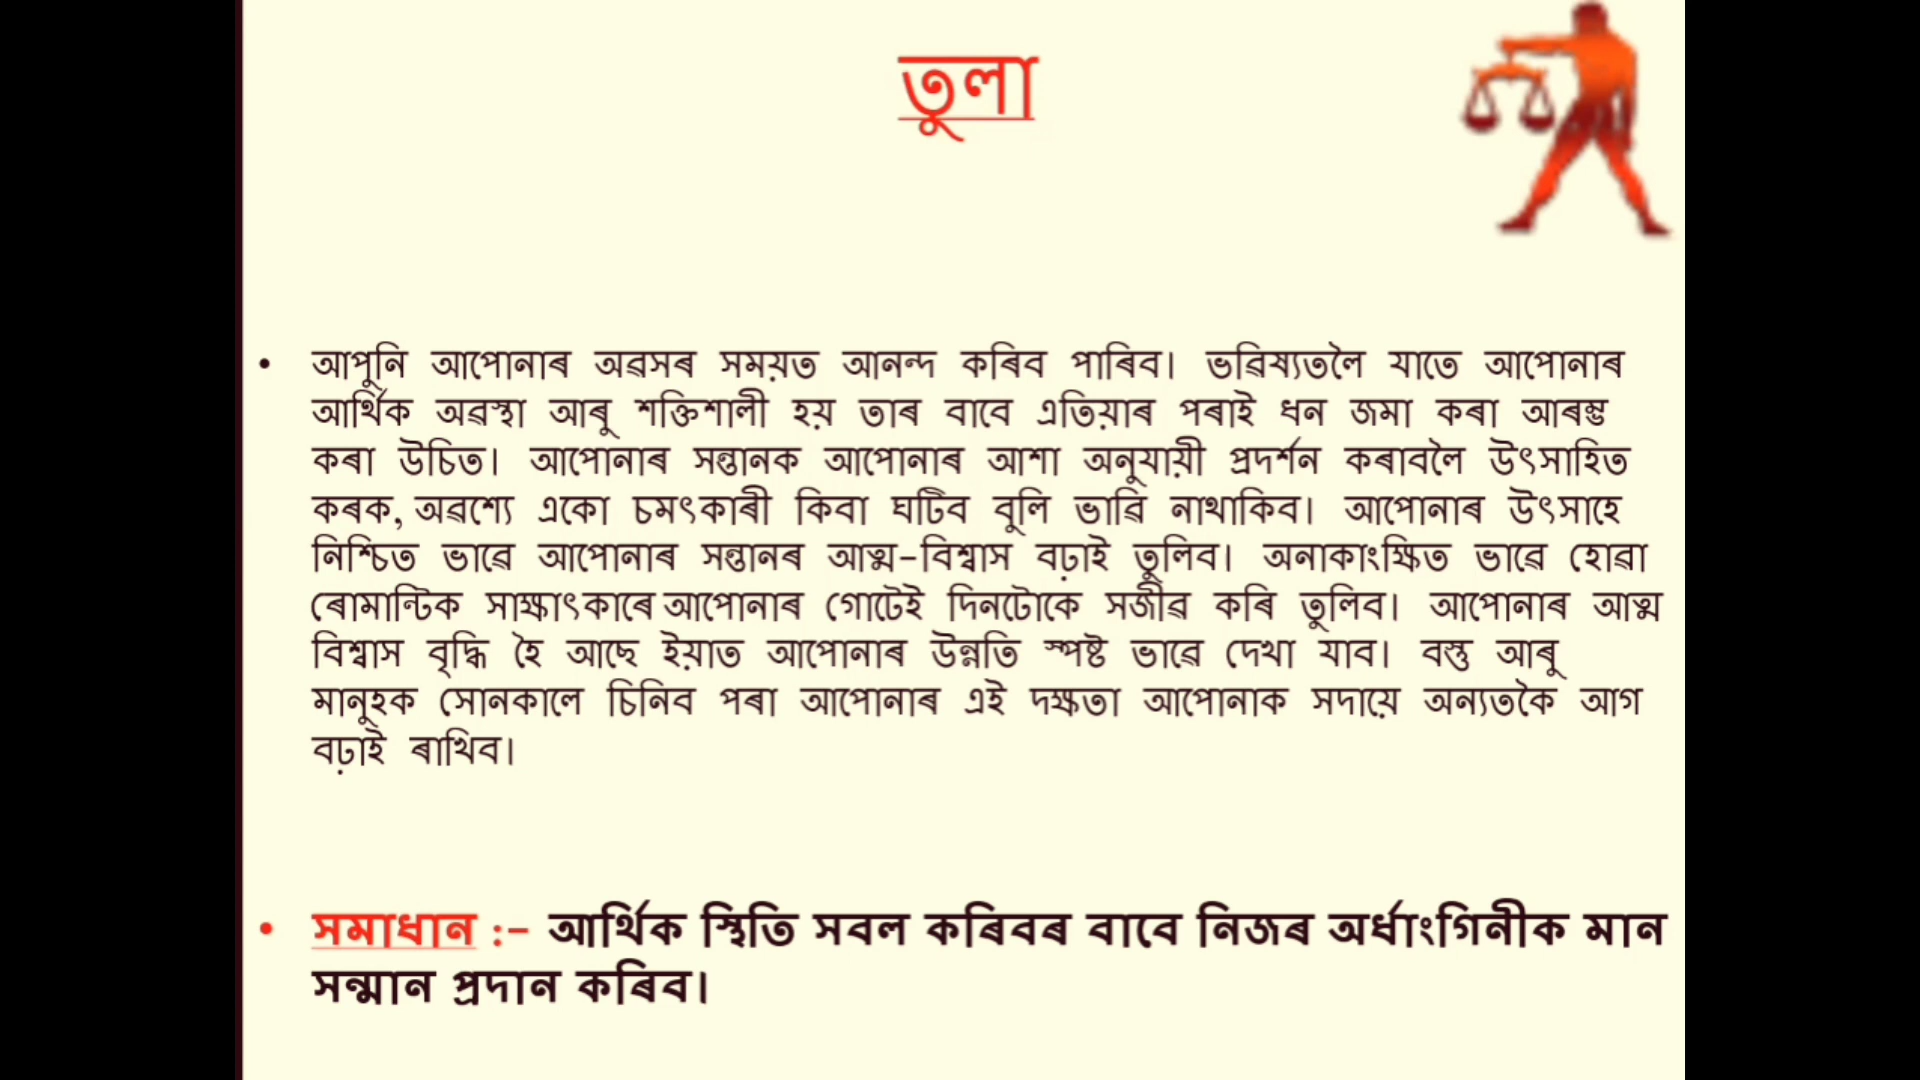 তুলা
• আপুনি আপোনাৰ অৱসৰ সময়ত আনন্দ কৰিব পাৰিব। ভৱিষ্যতলৈ যাতে আপোনাৰ
আৰ্থিক অৱস্থা আৰু শক্তিশালী হয় তাৰ বাবে এতিয়াৰ পৰাই ধন জমা কৰা আৰম্ভ
কৰা উচিত। আপোনাৰ সন্তানক আপোনাৰ আশা অনুযায়ী প্ৰদৰ্শন কৰাবলৈ উৎসাহিত
কৰক, অৱশ্যে একো চমৎকাৰী কিবা ঘটিব বুলি ভাৱি নাথাকিব। আপোনাৰ উৎসাহে
নিশ্চিত ভাৱে আপোনাৰ সন্তানৰ আত্ম-বিশ্বাস বঢ়াই তুলিব। অনাকাংক্ষিত ভাৱে হোৱা
ৰোমান্টিক সাক্ষাৎকাৰে আপোনাৰ গোটেই দিনটোকে সজীৱ কৰি তুলিব। আপোনাৰ আত্ম
বিশ্বাস বৃদ্ধি হৈ আছে ইয়াত আপোনাৰ উন্নতি স্পষ্ট ভাৱে দেখা যাব। বস্তু আৰু
মানুহক সোনকালে চিনিব পৰা আপোনাৰ এই দক্ষতা আপোনাক সদায়ে অন্যতকৈ আগ
বঢ়াই ৰাখিব।
• সমাধান :- আৰ্থিক স্থিতি সবল কৰিবৰ বাবে নিজৰ অৰ্ধাংগিনীক মান
সন্মান প্ৰদান কৰিব।